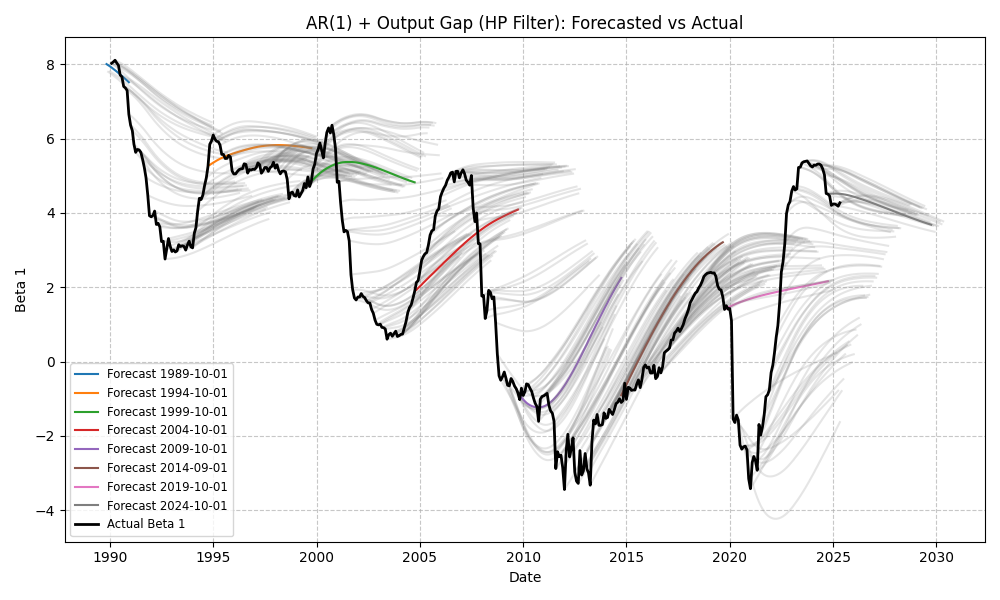 AR(1) + Output Gap (HP Filter): Forecasted vs Actual
8
6
4
2
0
−2
−4
Beta 1
Forecast 1989-10-01
Forecast 1994-10-01
Forecast 1999-10-01
Forecast 2004-10-01
Forecast 2009-10-01
Forecast 2014-09-01
Forecast 2019-10-01
Forecast 2024-10-01
Actual Beta 1
1990 1995 2000 2005 2010 2015 2020 2025 2030
Date